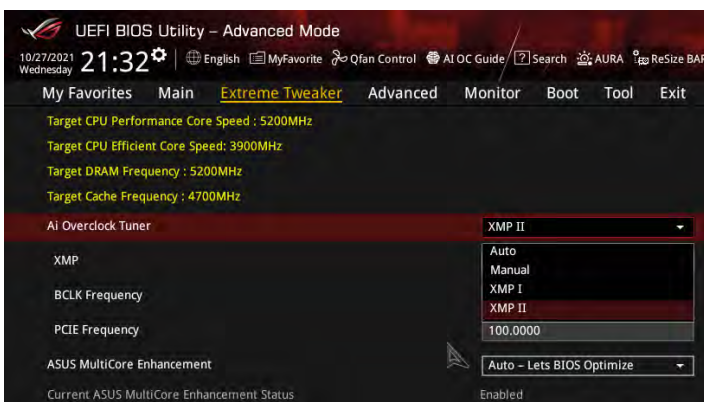 UEFI BIOS Utility – Advanced Mode
10/27/2021 Wednesday 21:32 English MyFavorite Qfan Control AI OC Guide ? Search AURA ReSize BAR
My Favorites Main Extreme Tweaker Advanced Monitor Boot Tool Exit
Target CPU Performance Core Speed : 5200MHz
Target CPU Efficient Core Speed: 3900MHz
Target DRAM Frequency : 5200MHz
Target Cache Frequency : 4700MHz
Ai Overclock Tuner XMP II
Auto
XMP
Manual
XMP I
BCLK Frequency
XMP II
PCIE Frequency 100.0000
ASUS MultiCore Enhancement Auto – Lets BIOS Optimize
Current ASUS MultiCore Enhancement Status Enabled